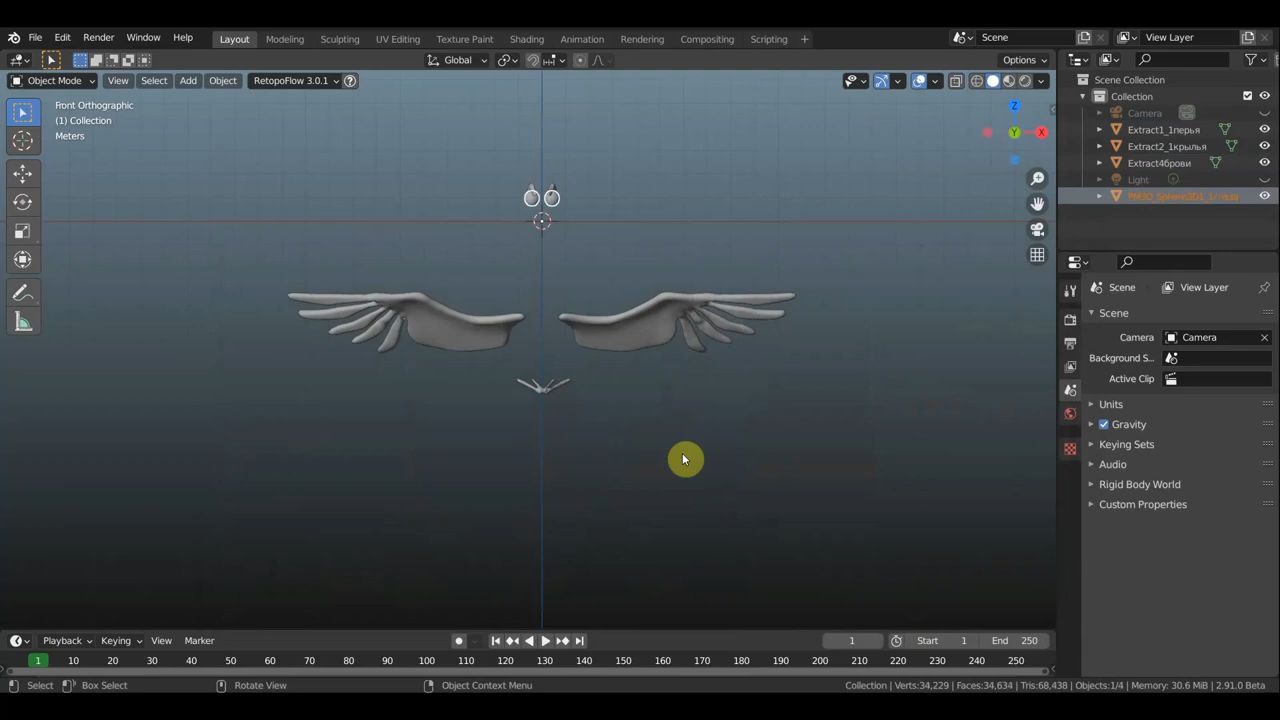 File Edit Render Window Help Layout Modeling Sculpting UV Editing Texture Paint Shading Animation Rendering Compositing Scripting + Scene View Layer
Global Options
Object Mode View Select Add Object RetopoFlow 3.0.1
Front Orthographic
(1) Collection
Meters
Z
Y
X
Scene Collection
Collection
Camera
Extract1_1перья
Extract2_1крылья
Extract4брови
Light
Scene View Layer
Scene
Camera Camera
Background S...
Active Clip
Units
Gravity
Keying Sets
Audio
Rigid Body World
Custom Properties
Playback Keying View Marker 1 Start 1 End 250
1 10 20 30 40 50 60 70 80 90 100 110 120 130 140 150 160 170 180 190 200 210 220 230 240 250
Select Box Select Rotate View Object Context Menu Collection | Verts:34,229 | Faces:34,634 | Tris:68,438 | Objects:1/4 | Memory: 30.6 MiB | 2.91.0 Beta